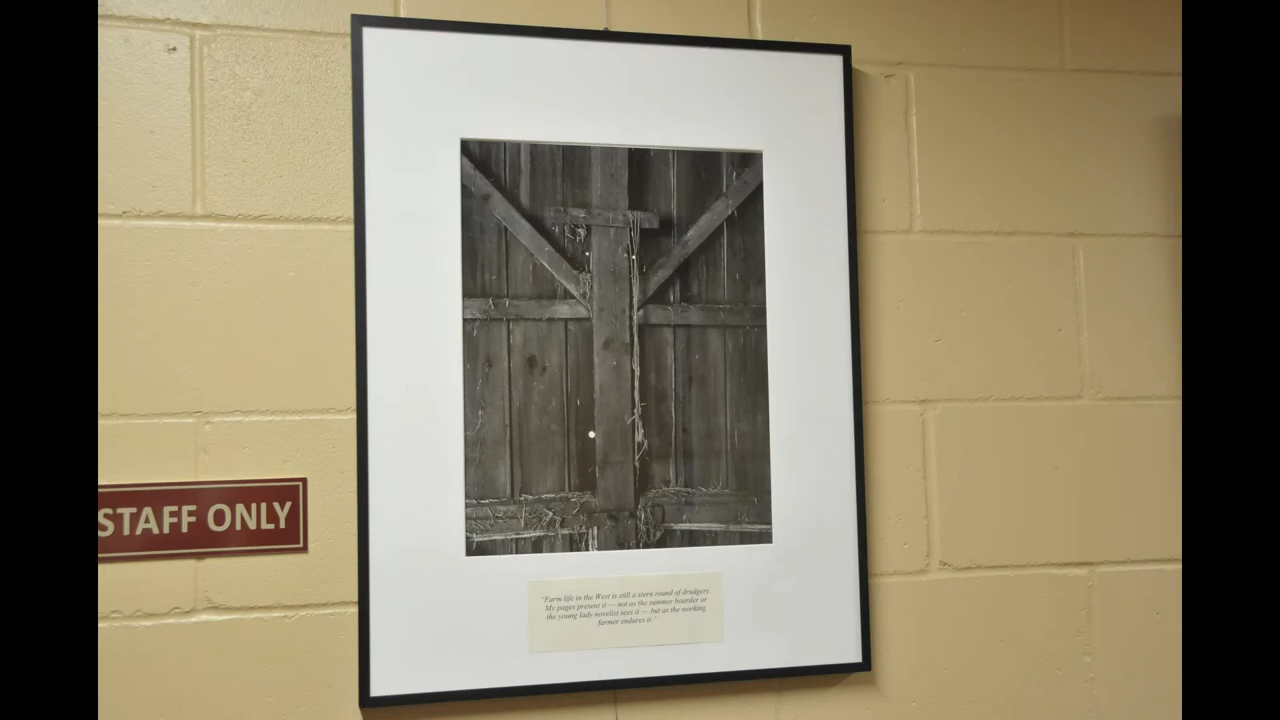 STAFF ONLY
"Farm life in the West is still a stern round of drudgery.
My pages present it — not as the summer boarder or
the young lady novelist sees it — but as the working
farmer endures it."